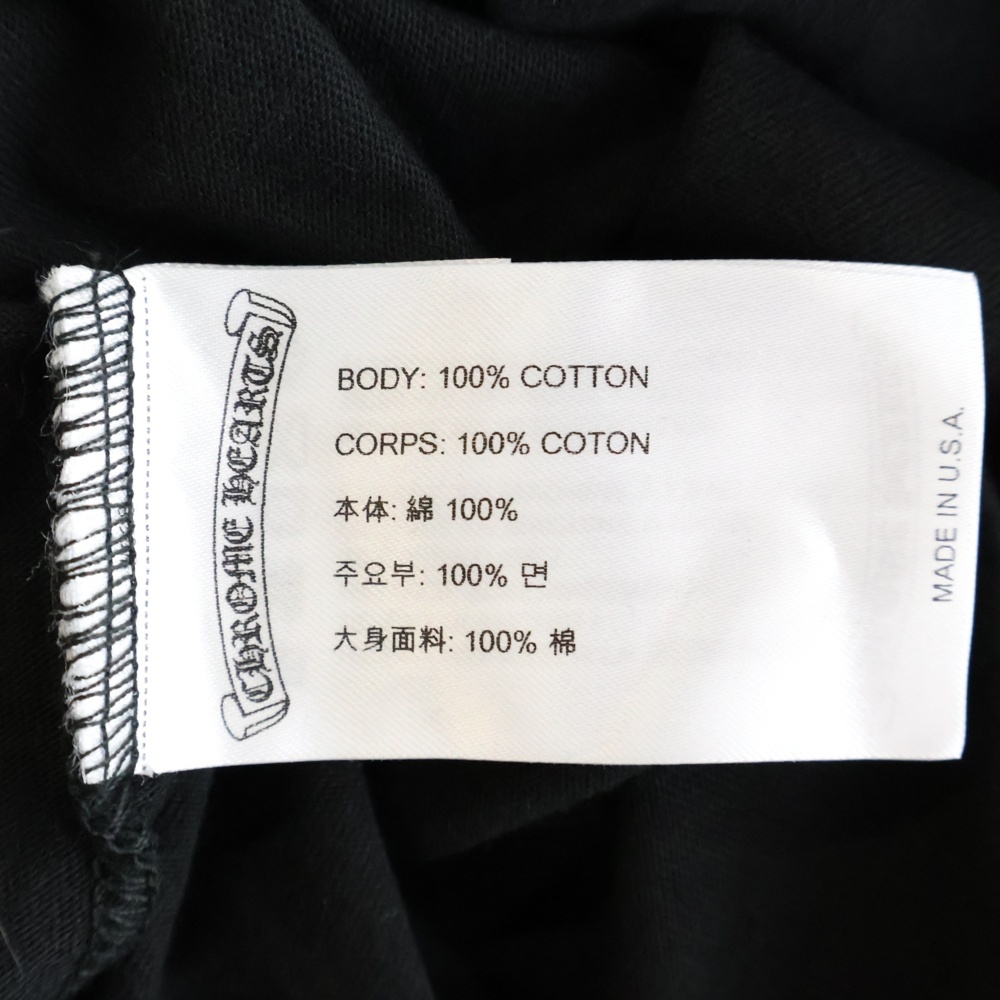 CHROME HEARTS
BODY: 100% COTTON
CORPS: 100% COTON
本体: 綿 100%
주요부: 100% 면
大身面料: 100% 棉
MADE IN U.S.A.